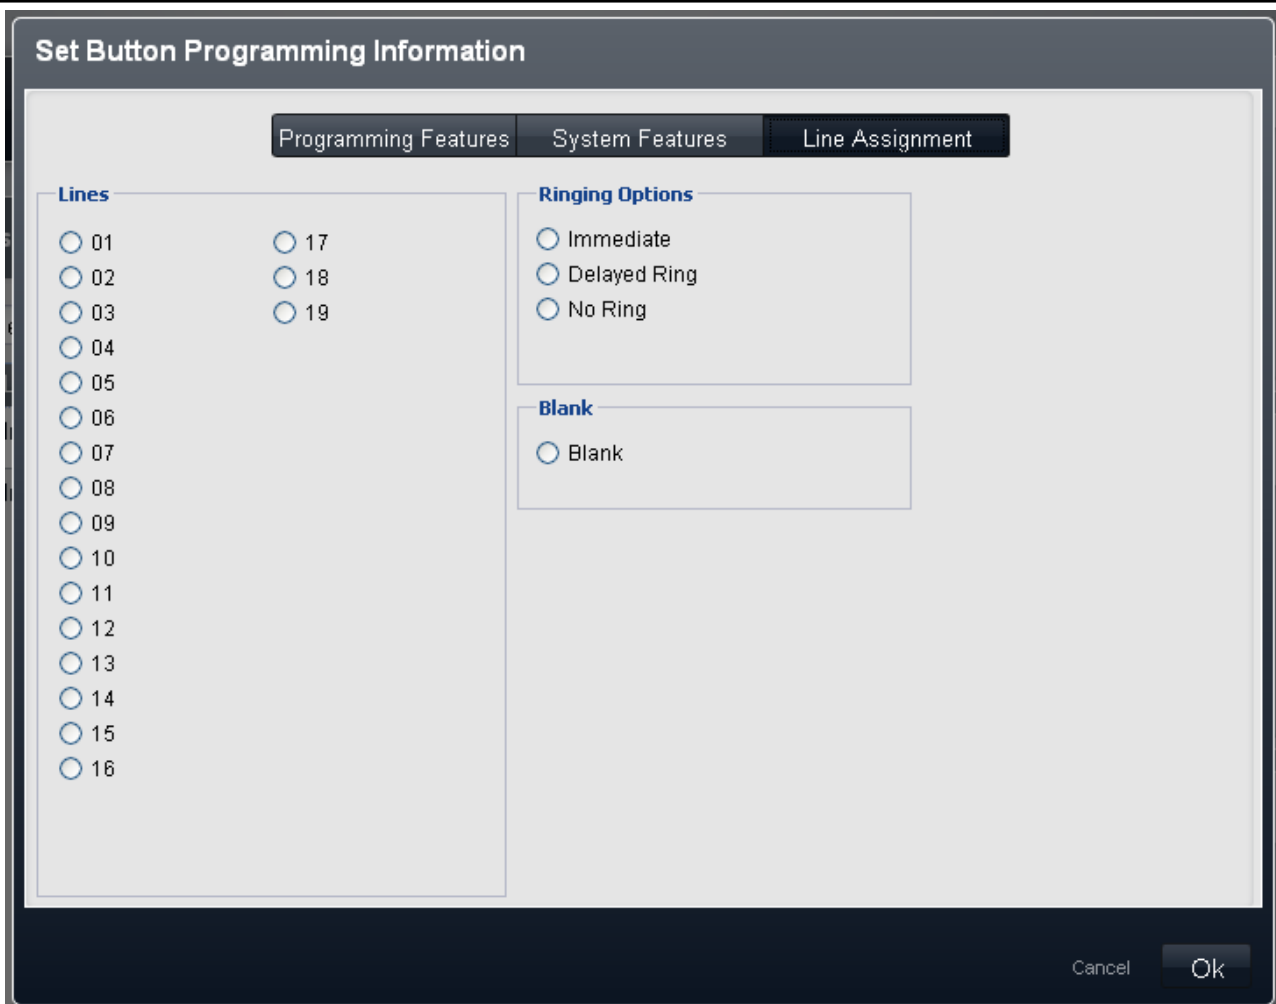 Set Button Programming Information
Programming Features System Features Line Assignment
Lines
01
02
03
04
05
06
07
08
09
10
11
12
13
14
15
16
17
18
19
Ringing Options
Immediate
Delayed Ring
No Ring
Blank
Blank
Cancel Ok